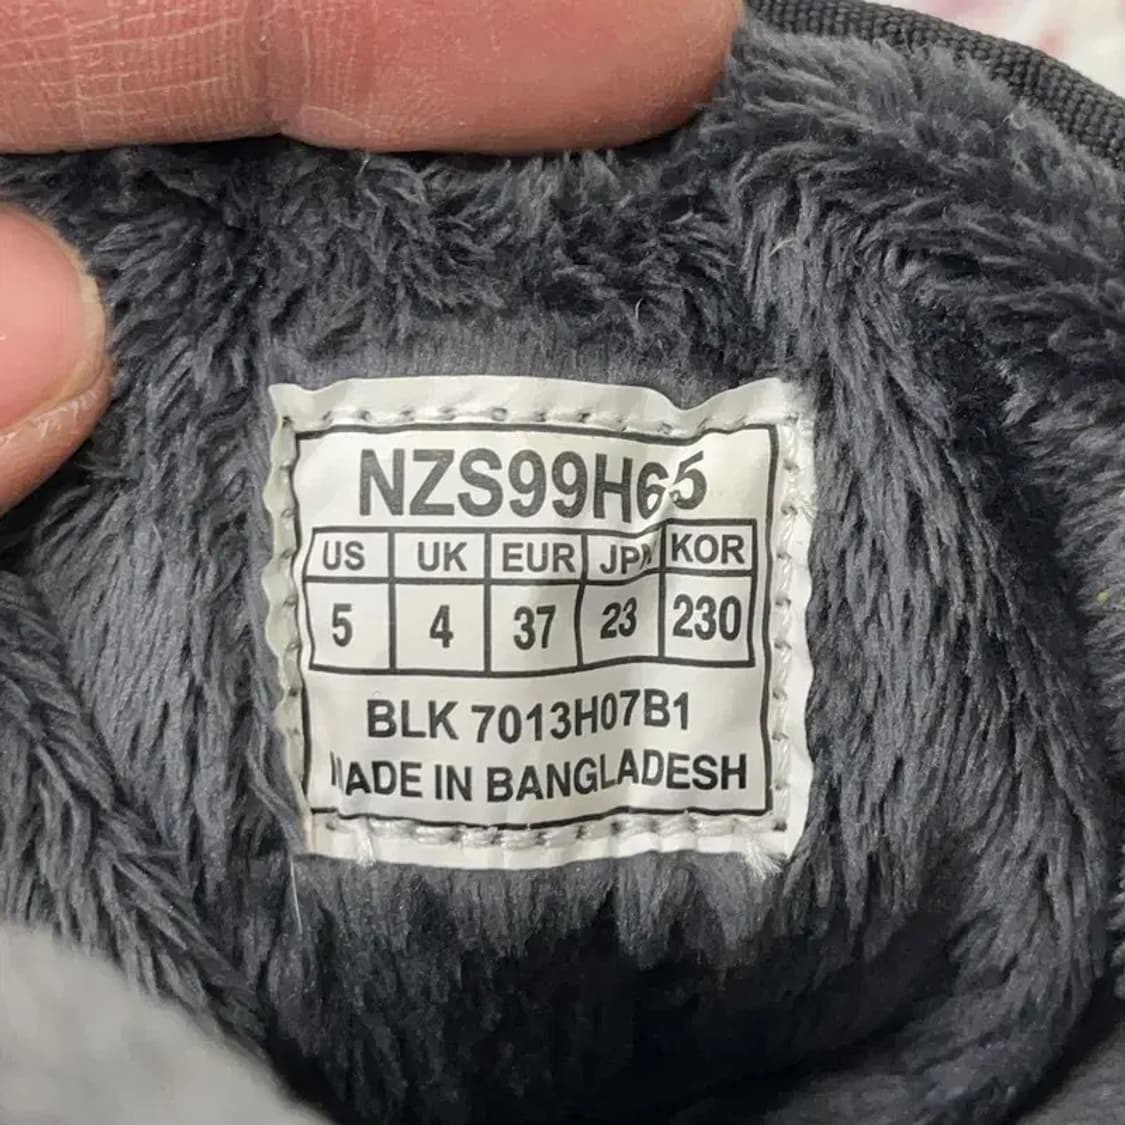 NZS99H65
US UK EUR JPN KOR
5 4 37 23 230
BLK 7013H07B1
MADE IN BANGLADESH